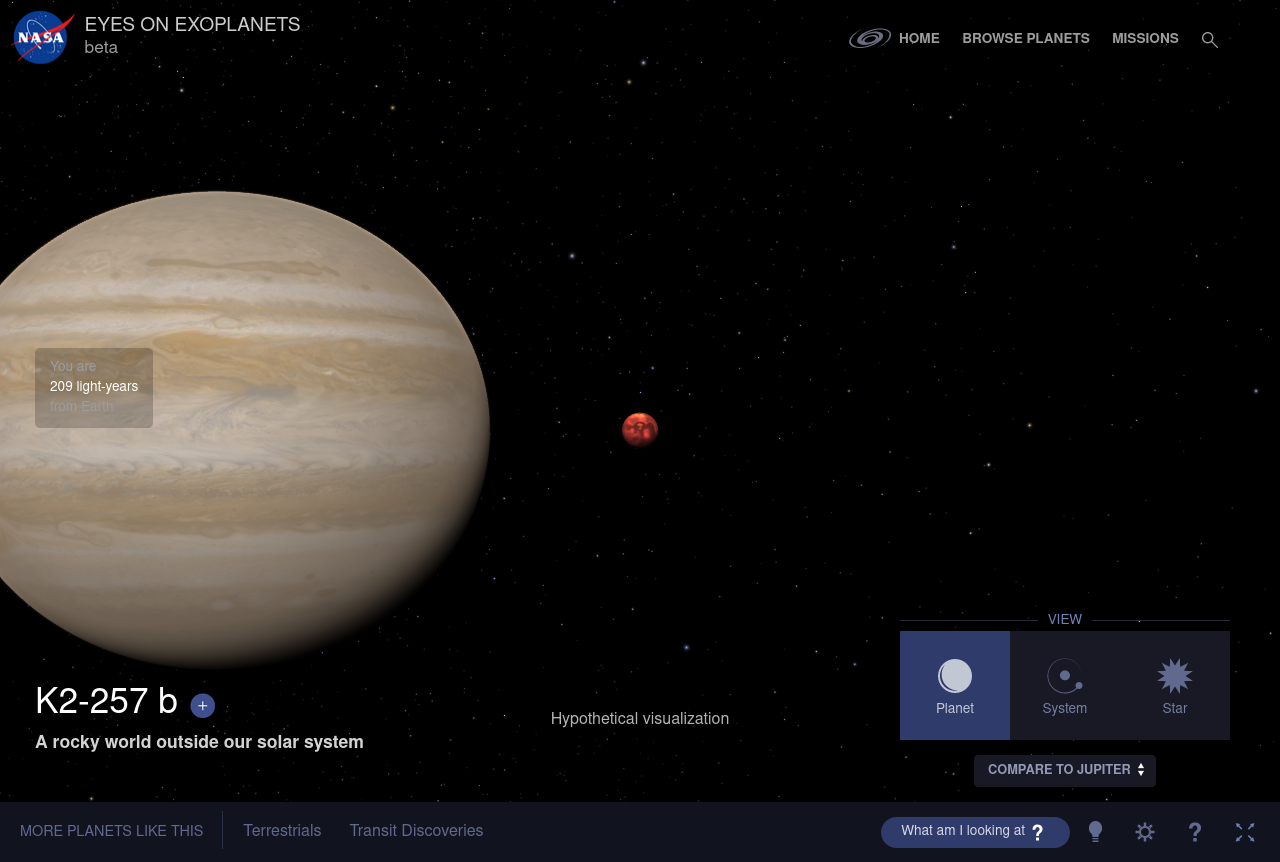 NASA
EYES ON EXOPLANETS
beta
HOME
BROWSE PLANETS
MISSIONS
You are
209 light-years
from Earth
K2-257 b +
A rocky world outside our solar system
Hypothetical visualization
VIEW
Planet
System
Star
COMPARE TO JUPITER
MORE PLANETS LIKE THIS
Terrestrials
Transit Discoveries
What am I looking at ?
?